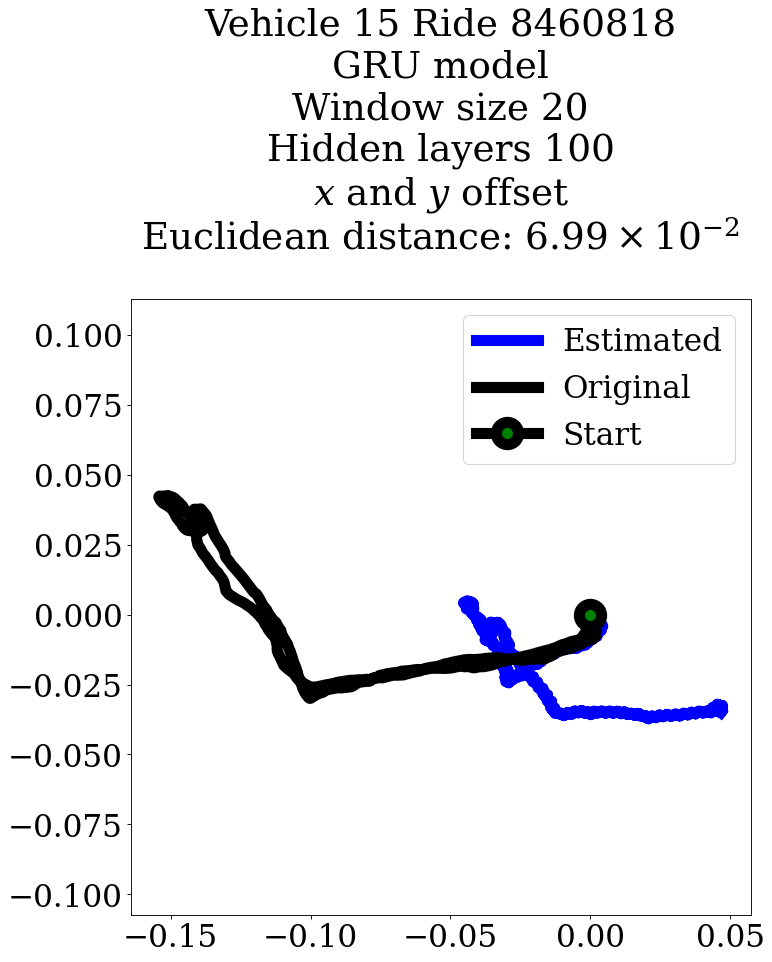 Vehicle 15 Ride 8460818
GRU model
Window size 20
Hidden layers 100
x and y offset
Euclidean distance: 6.99 × 10⁻²
Estimated
Original
Start
0.100
0.075
0.050
0.025
0.000
−0.025
−0.050
−0.075
−0.100
−0.15 −0.10 −0.05 0.00 0.05